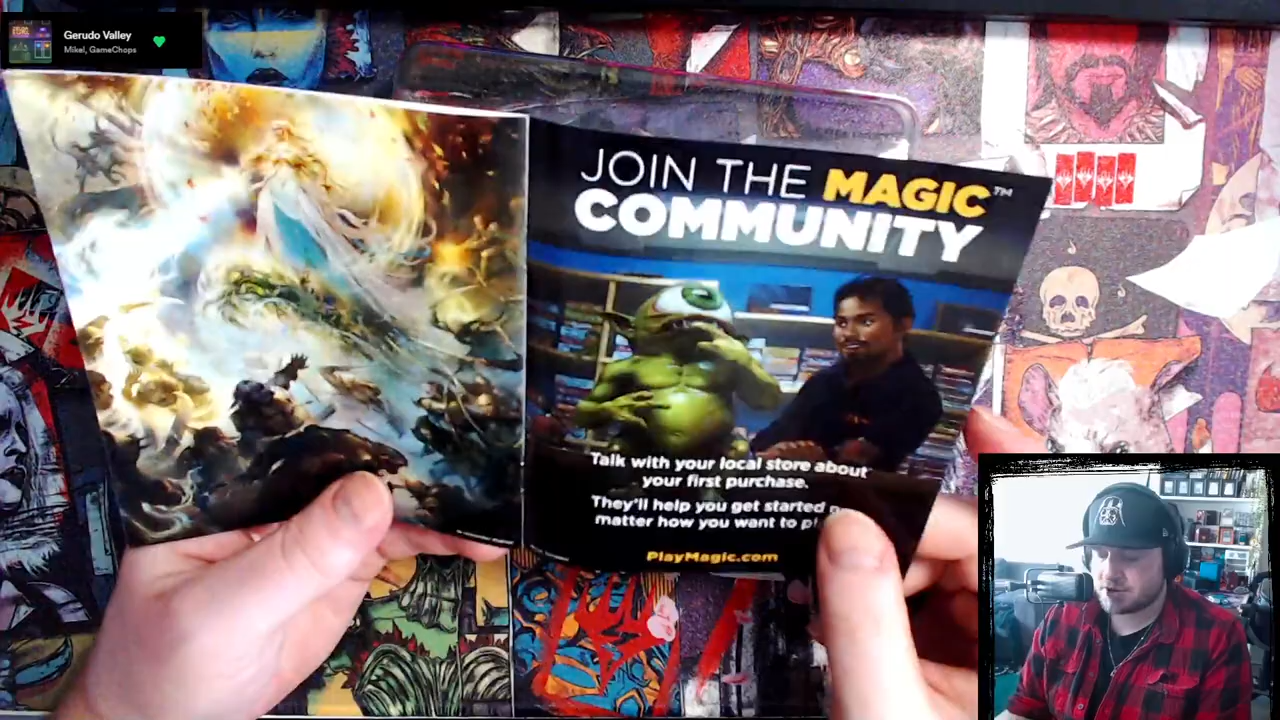 Gerudo Valley
Mikel, GameChops
JOIN THE MAGIC™
COMMUNITY
Talk with your local store about
your first purchase.
They'll help you get started
matter how you want to
PlayMagic.com